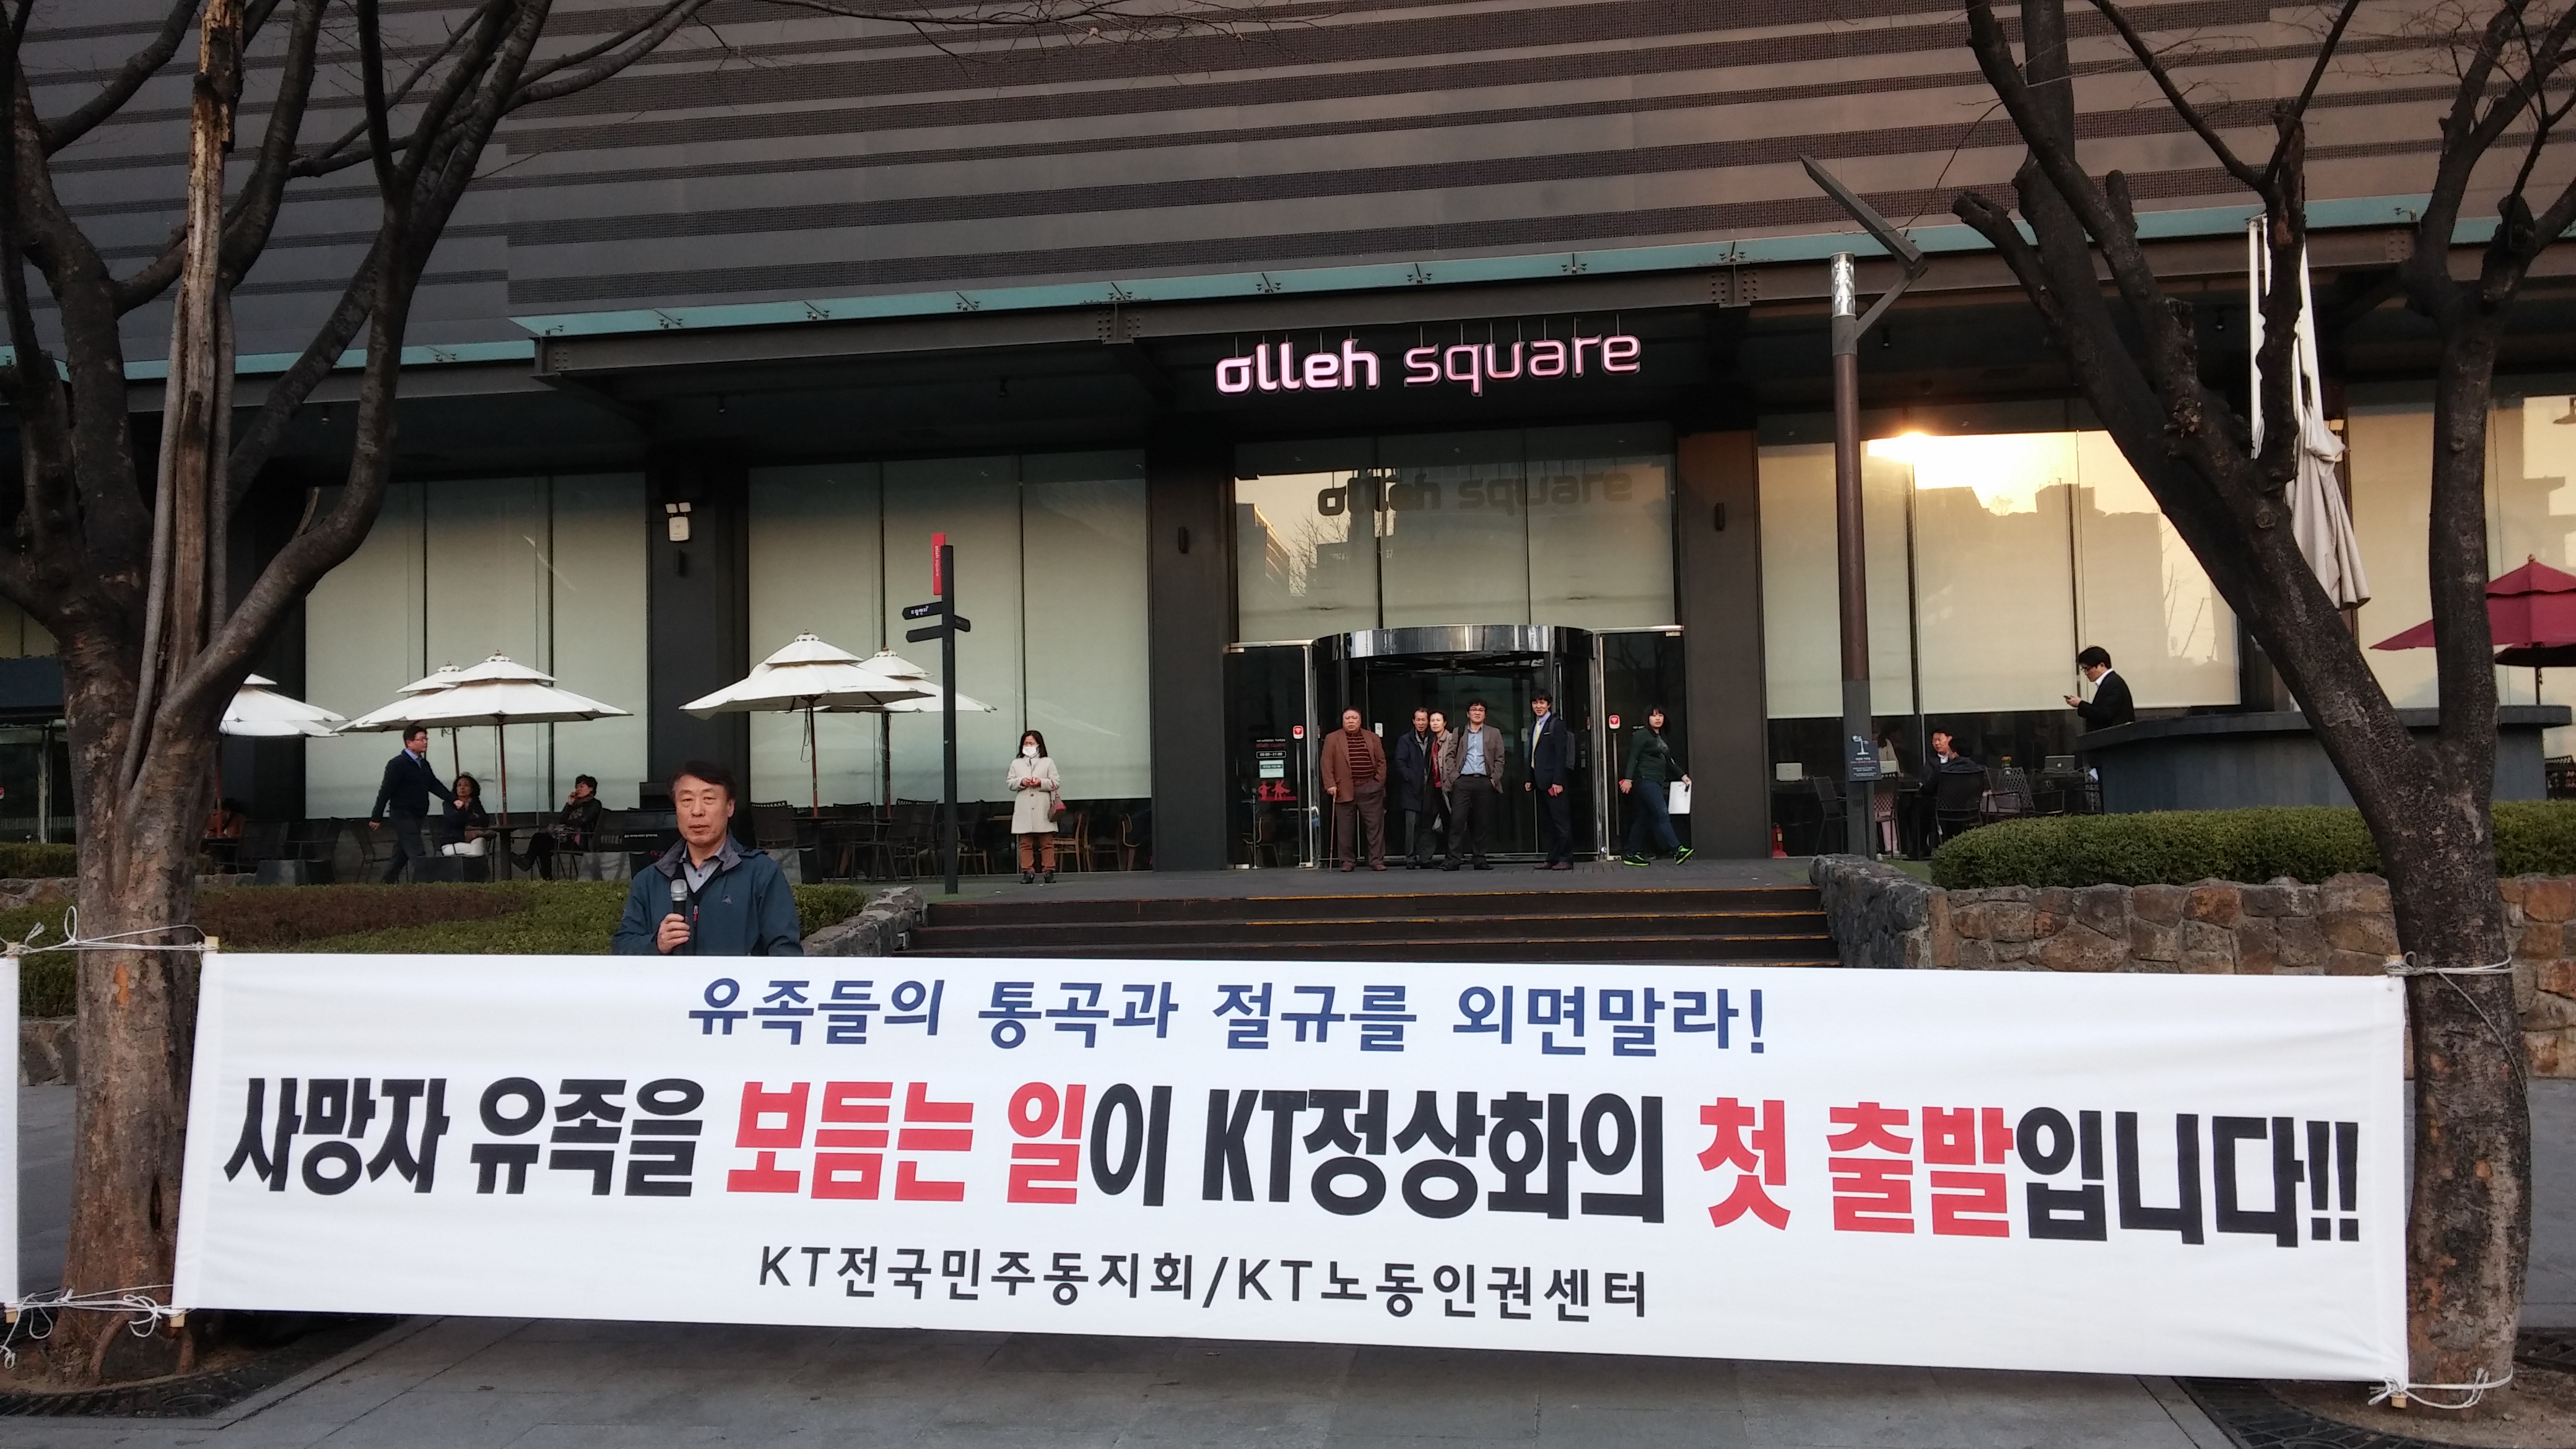 olleh square
olleh square
유족들의 통곡과 절규를 외면말라!
사망자 유족을 보듬는 일이 KT정상화의 첫 출발입니다!!
KT전국민주동지회/KT노동인권센터